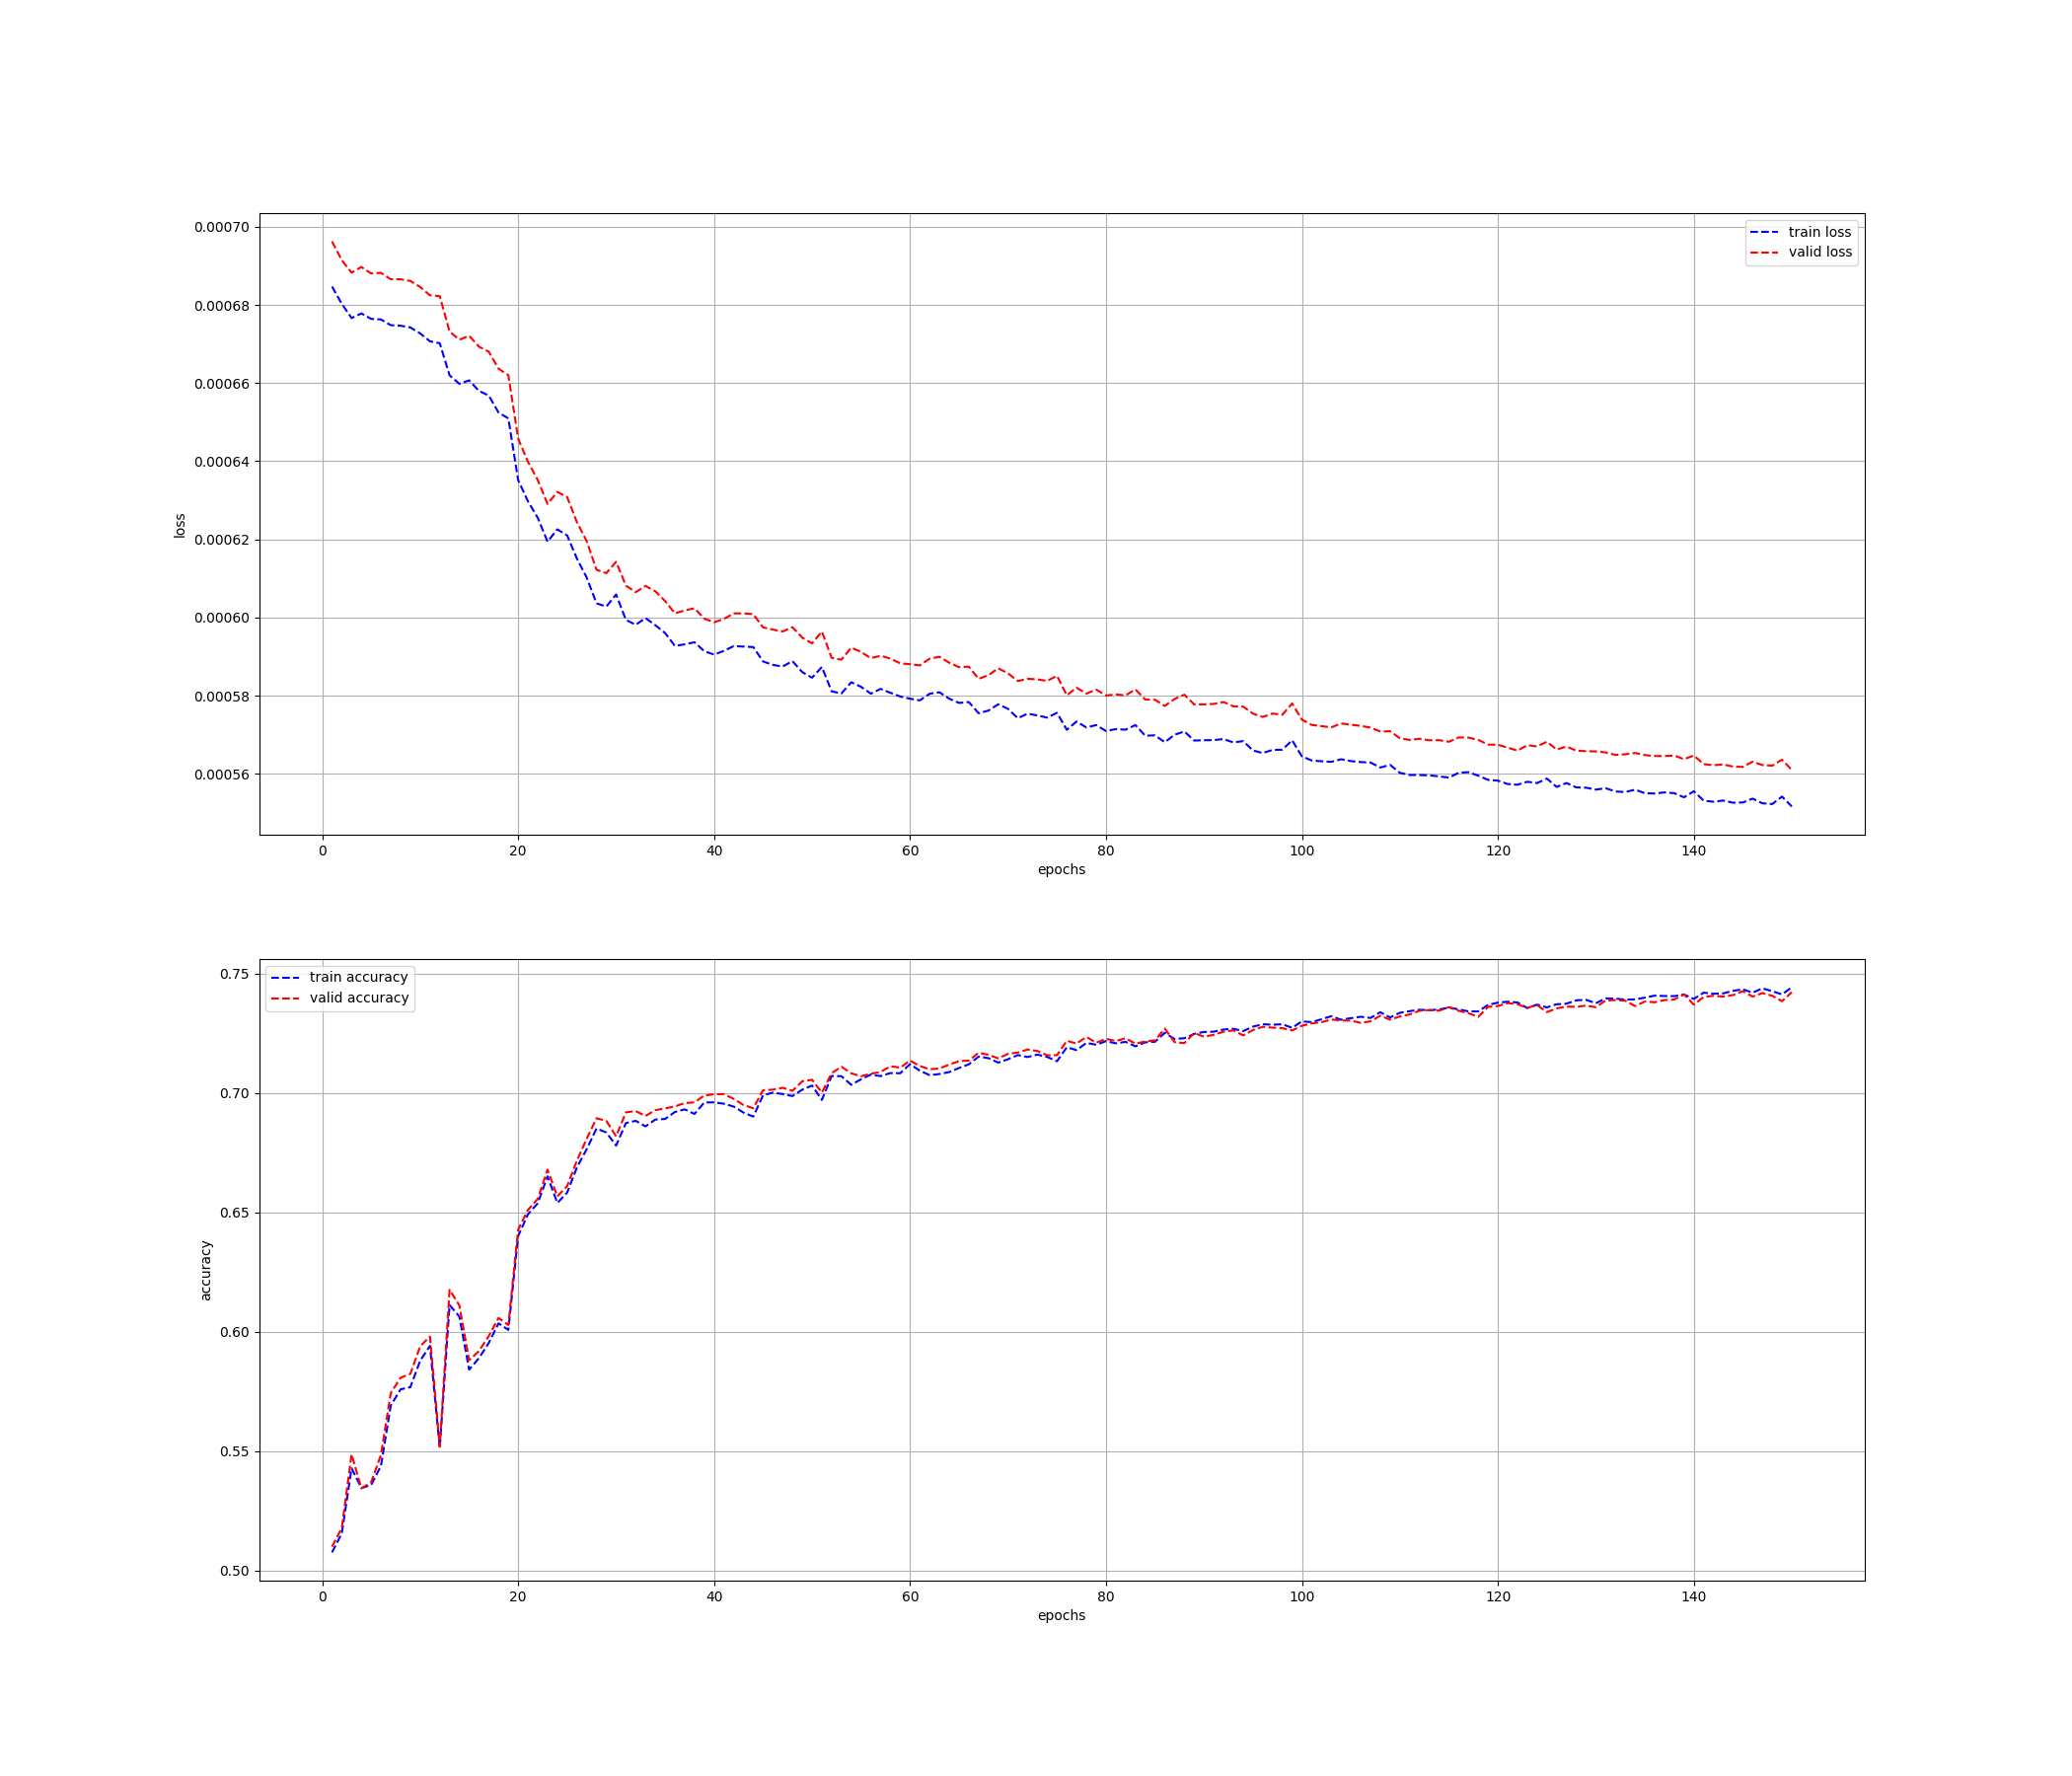 0.00070
0.00068
0.00066
0.00064
0.00062
0.00060
0.00058
0.00056
loss
train loss
valid loss
0 20 40 60 80 100 120 140
epochs
0.75
0.70
0.65
0.60
0.55
0.50
accuracy
train accuracy
valid accuracy
0 20 40 60 80 100 120 140
epochs